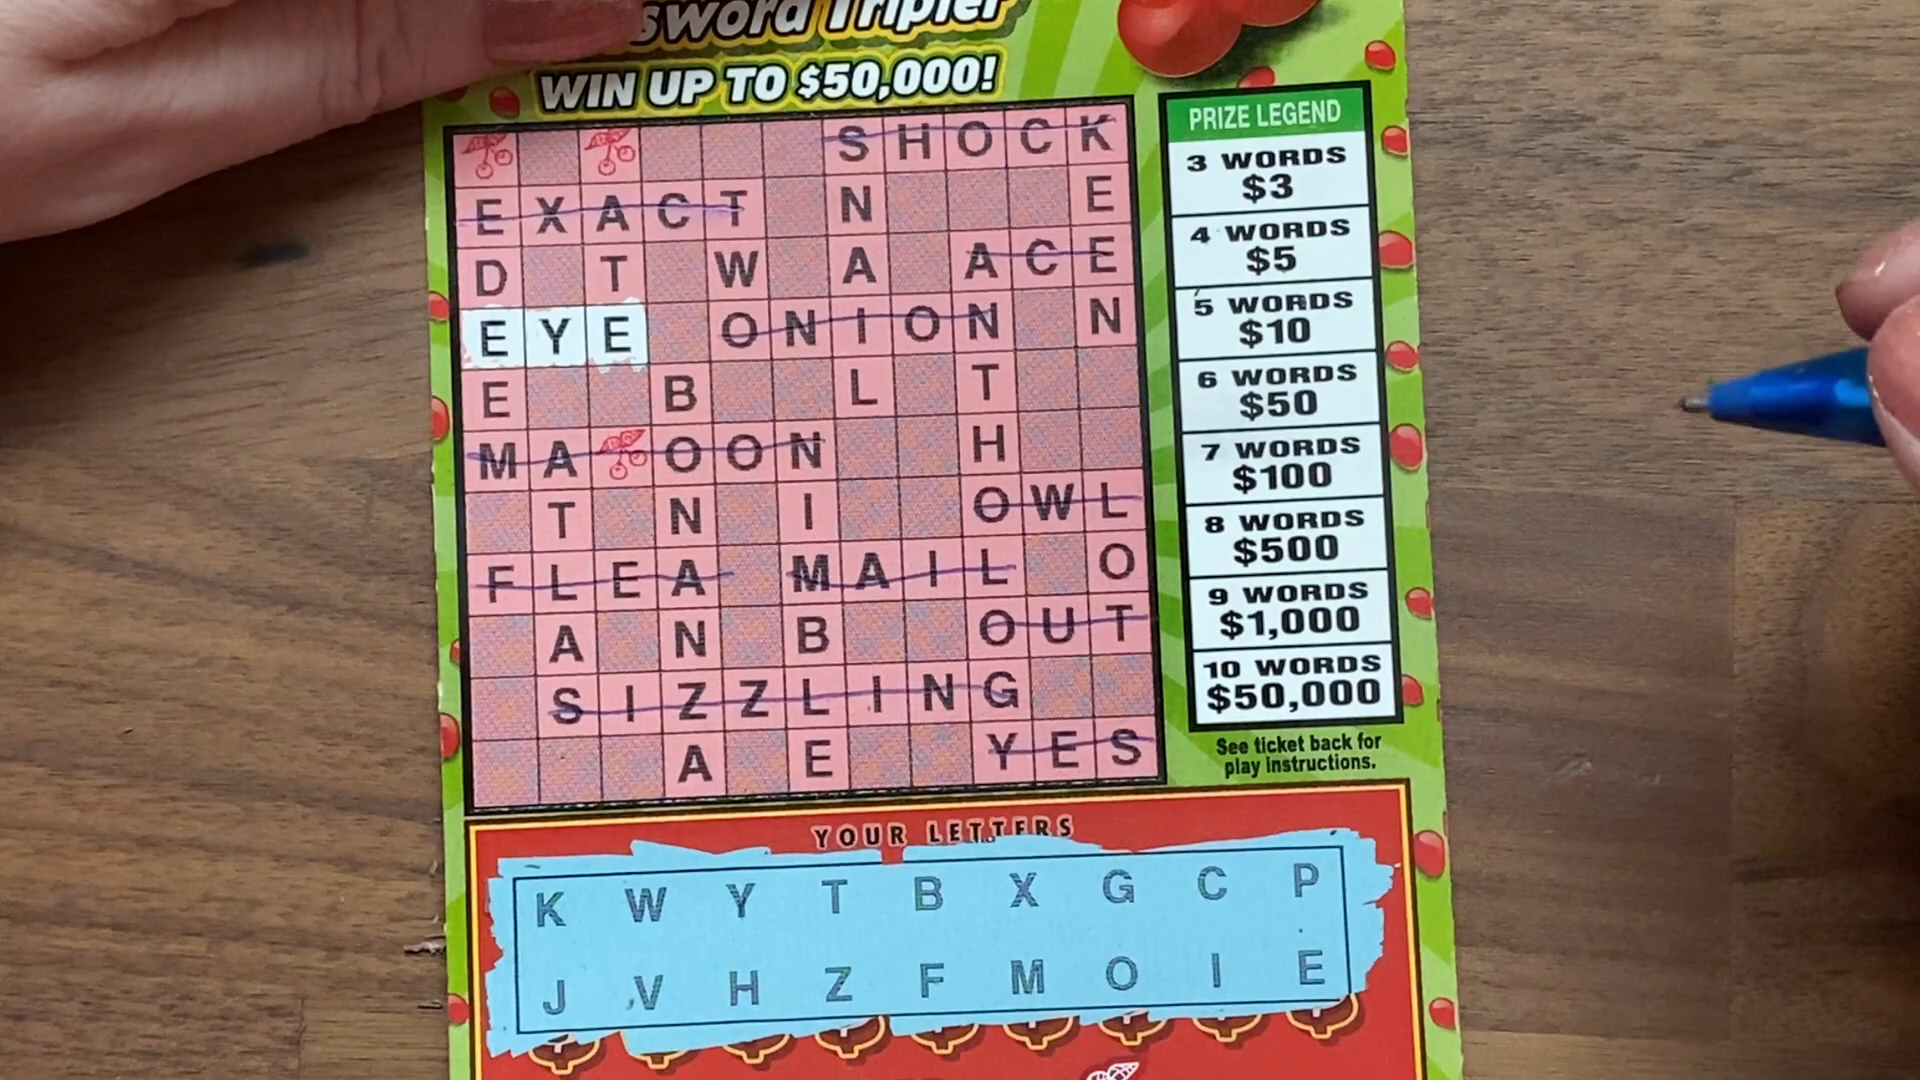 sword Tripler
WIN UP TO $50,000!
S H O C K
E X A C T N E
D T W A A C E
E Y E O N I O N N
E B L T
M A O O N H
T N I O W L
F L E A M A I L O
A N B O U T
S I Z Z L I N G
A E Y E S
PRIZE LEGEND
3 WORDS
$3
4 WORDS
$5
5 WORDS
$10
6 WORDS
$50
7 WORDS
$100
8 WORDS
$500
9 WORDS
$1,000
10 WORDS
$50,000
See ticket back for
play instructions.
YOUR LETTERS
K W Y T B X G C P
J V H Z F M O I E